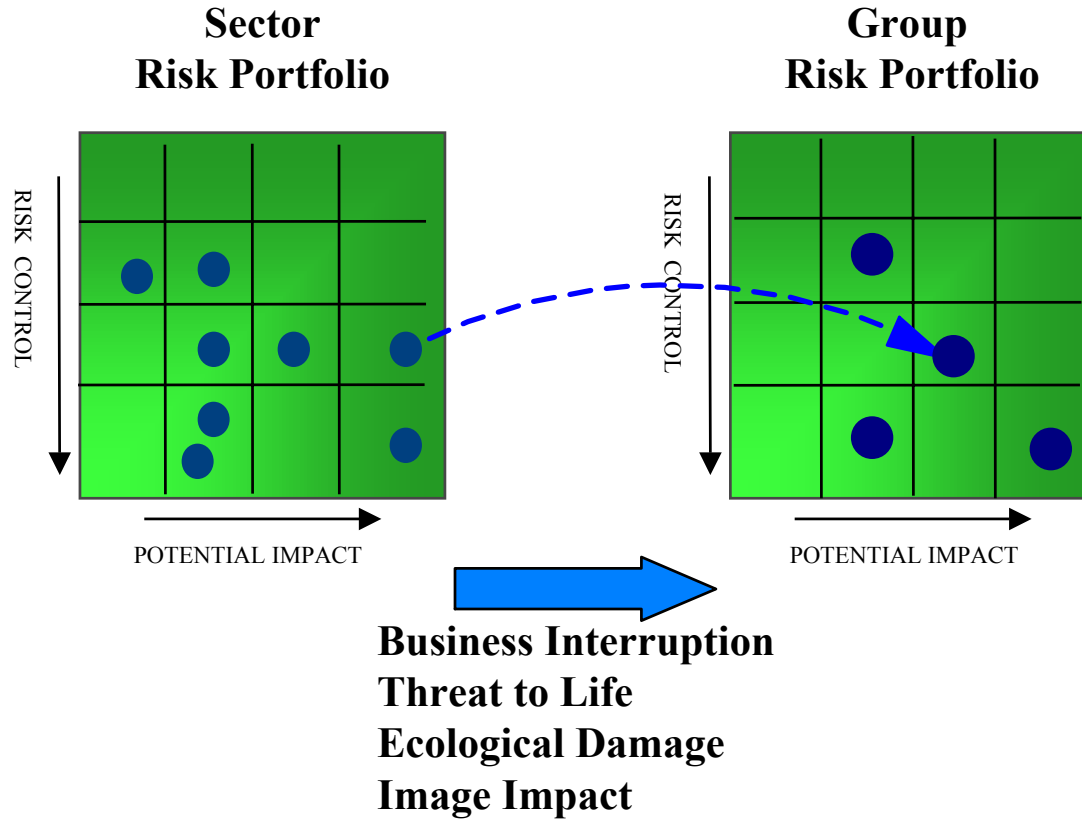 Sector
Risk Portfolio
Group
Risk Portfolio
RISK CONTROL
RISK CONTROL
POTENTIAL IMPACT
POTENTIAL IMPACT
Business Interruption
Threat to Life
Ecological Damage
Image Impact